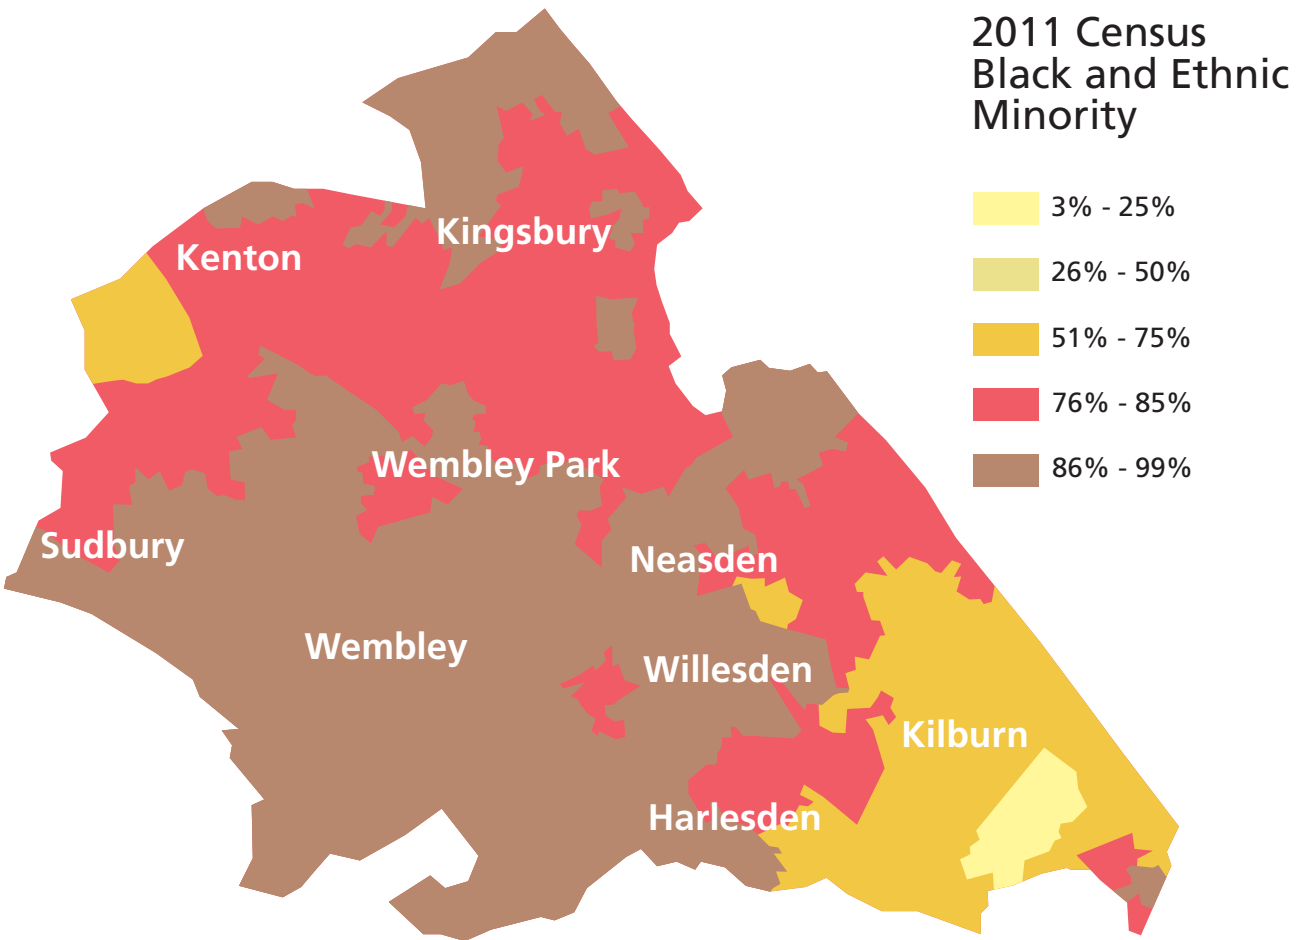 2011 Census
Black and Ethnic
Minority
3% - 25%
26% - 50%
51% - 75%
76% - 85%
86% - 99%
Kingsbury
Kenton
Wembley Park
Sudbury
Neasden
Wembley
Willesden
Kilburn
Harlesden